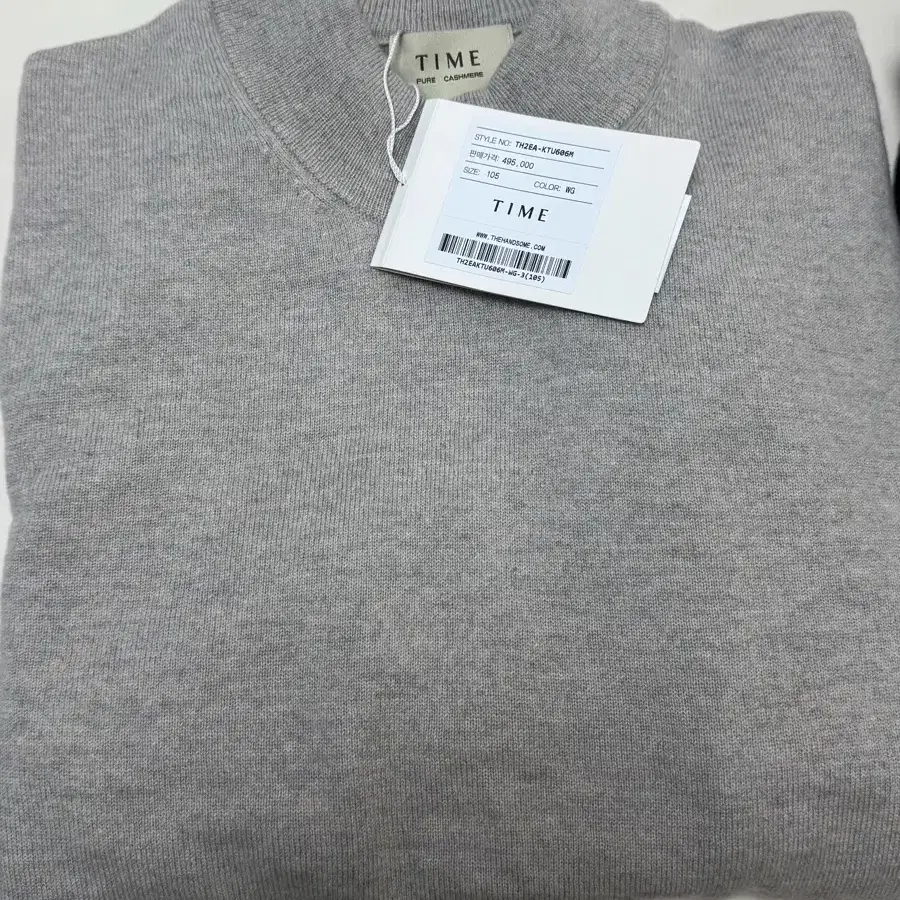 TIME
PURE CASHMERE
STYLE NO: TH2EA-KTU606M
판매가격: 495,000
SIZE: 105 COLOR: WG
TIME
WWW.THEHANDSOME.COM
TH2EAKTU606M-WG-3(105)